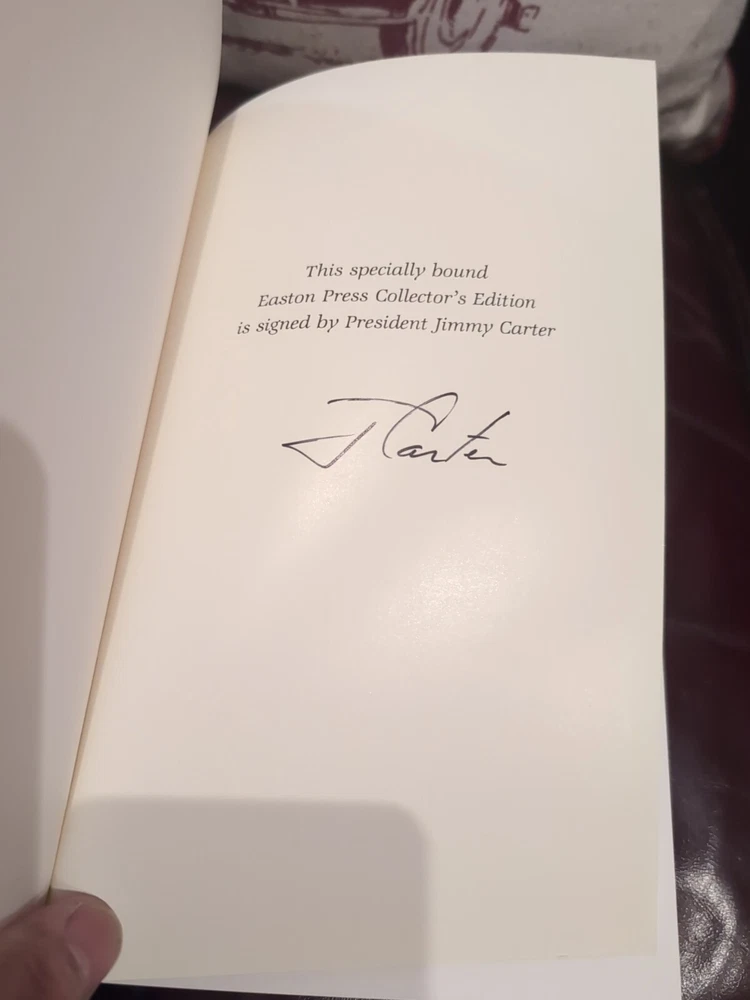 This specially bound
Easton Press Collector's Edition
is signed by President Jimmy Carter
J Carter